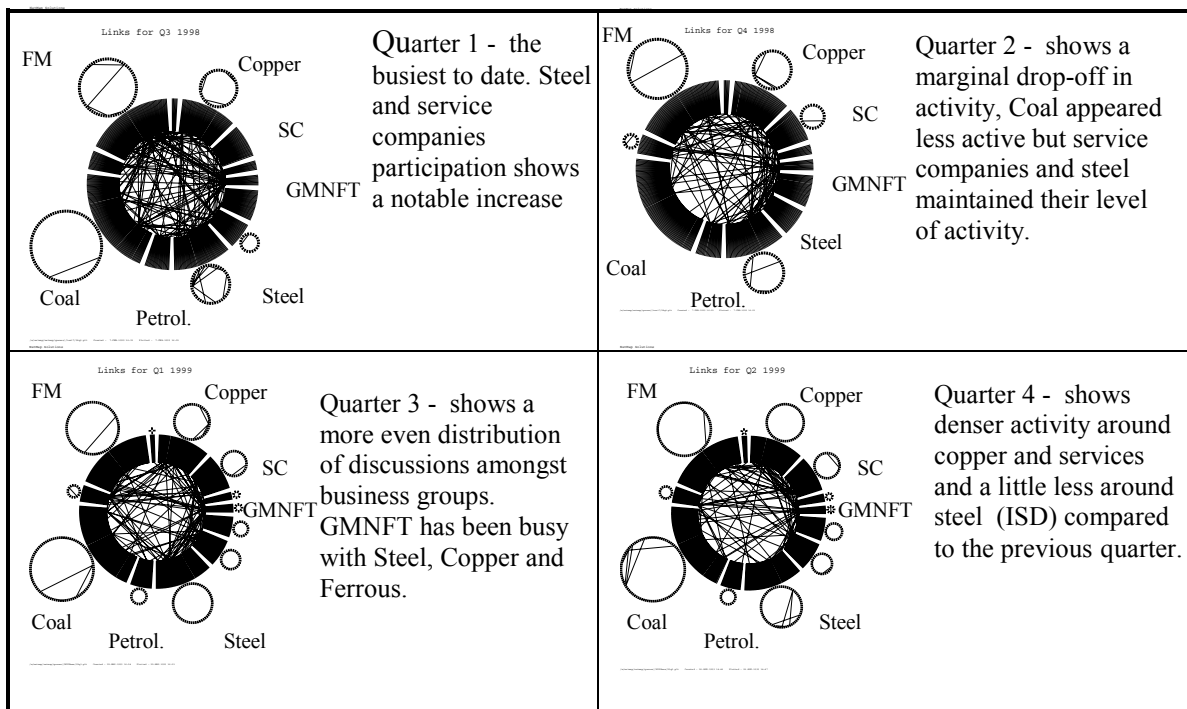 Links for Q3 1998
FM
Copper
SC
GMNFT
Coal
Steel
Petrol.
Quarter 1 - the
busiest to date. Steel
and service
companies
participation shows
a notable increase
Links for Q4 1998
FM
Copper
SC
GMNFT
Steel
Coal
Petrol.
Quarter 2 - shows a
marginal drop-off in
activity, Coal appeared
less active but service
companies and steel
maintained their level
of activity.
NetMap Solutions
Links for Q1 1999
FM
Copper
SC
GMNFT
Coal
Petrol.
Steel
Quarter 3 - shows a
more even distribution
of discussions amongst
business groups.
GMNFT has been busy
with Steel, Copper and
Ferrous.
NetMap Solutions
Links for Q2 1999
FM
Copper
SC
GMNFT
Coal
Steel
Petrol.
Quarter 4 - shows
denser activity around
copper and services
and a little less around
steel (ISD) compared
to the previous quarter.